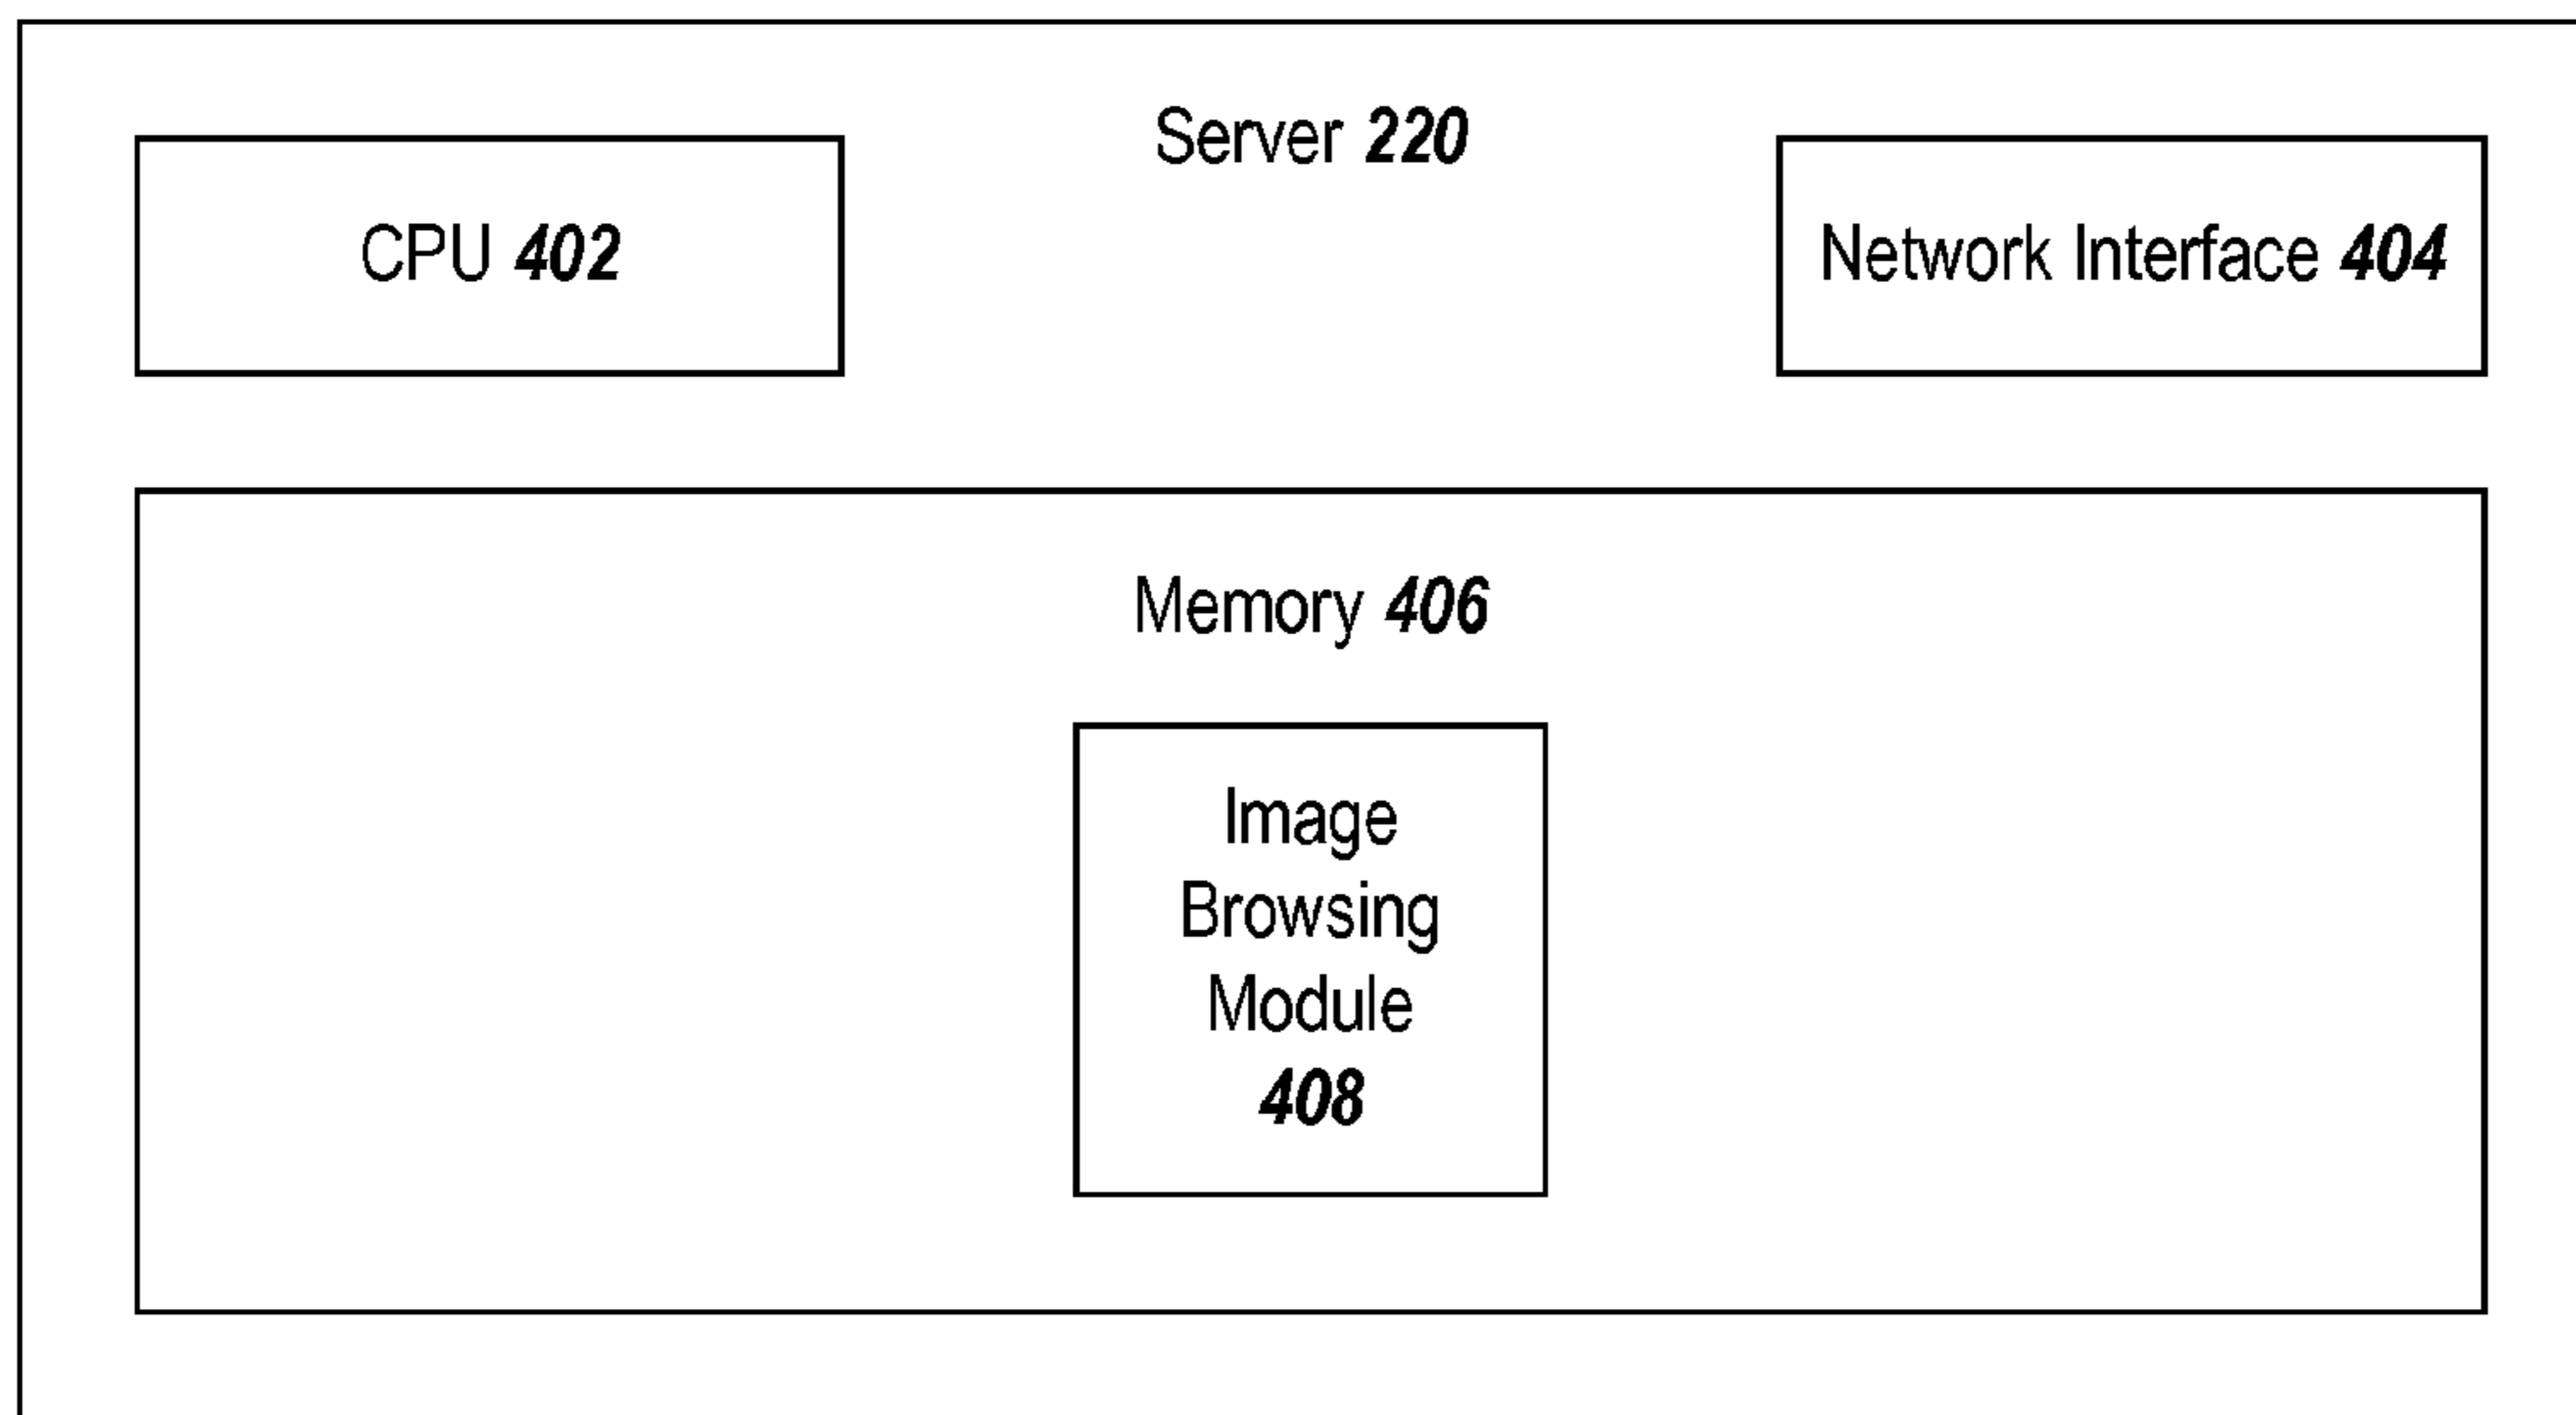 Server 220
CPU 402
Network Interface 404
Memory 406
Image
Browsing
Module
408